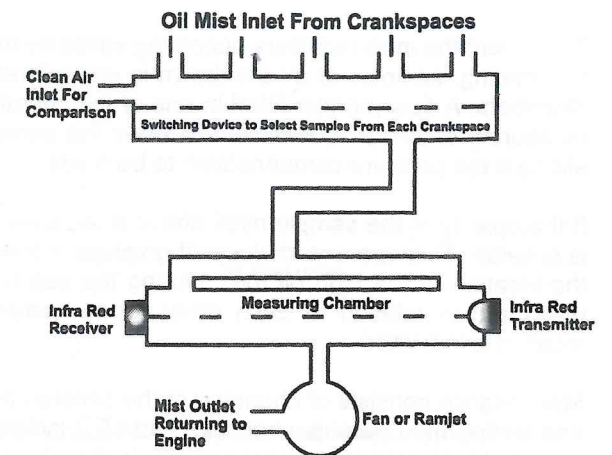 Oil Mist Inlet From Crankspaces
Clean Air
Inlet For
Comparison
Switching Device to Select Samples From Each Crankspace
Measuring Chamber
Infra Red
Receiver
Infra Red
Transmitter
Mist Outlet
Returning to
Engine
Fan or Ramjet